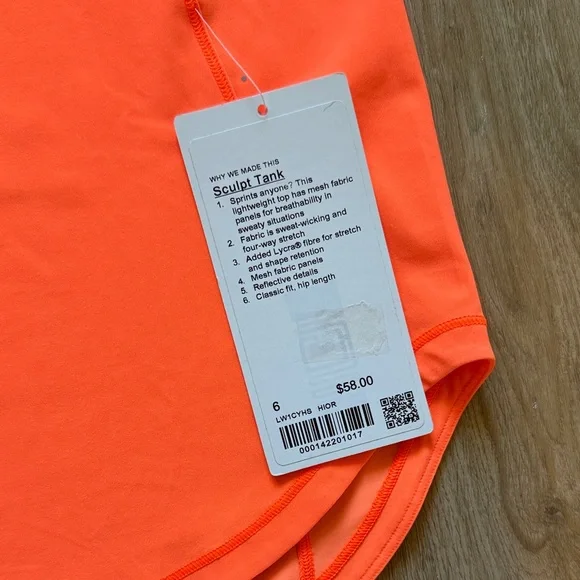 WHY WE MADE THIS
Sculpt Tank
1. Sprints anyone? This
lightweight top has mesh fabric
panels for breathability in
sweaty situations
2. Fabric is sweat-wicking and
four-way stretch
3. Added Lycra® fibre for stretch
and shape retention
4. Mesh fabric panels
5. Reflective details
6. Classic fit, hip length
6 $58.00
LW1CYHS HIOR
000142201017